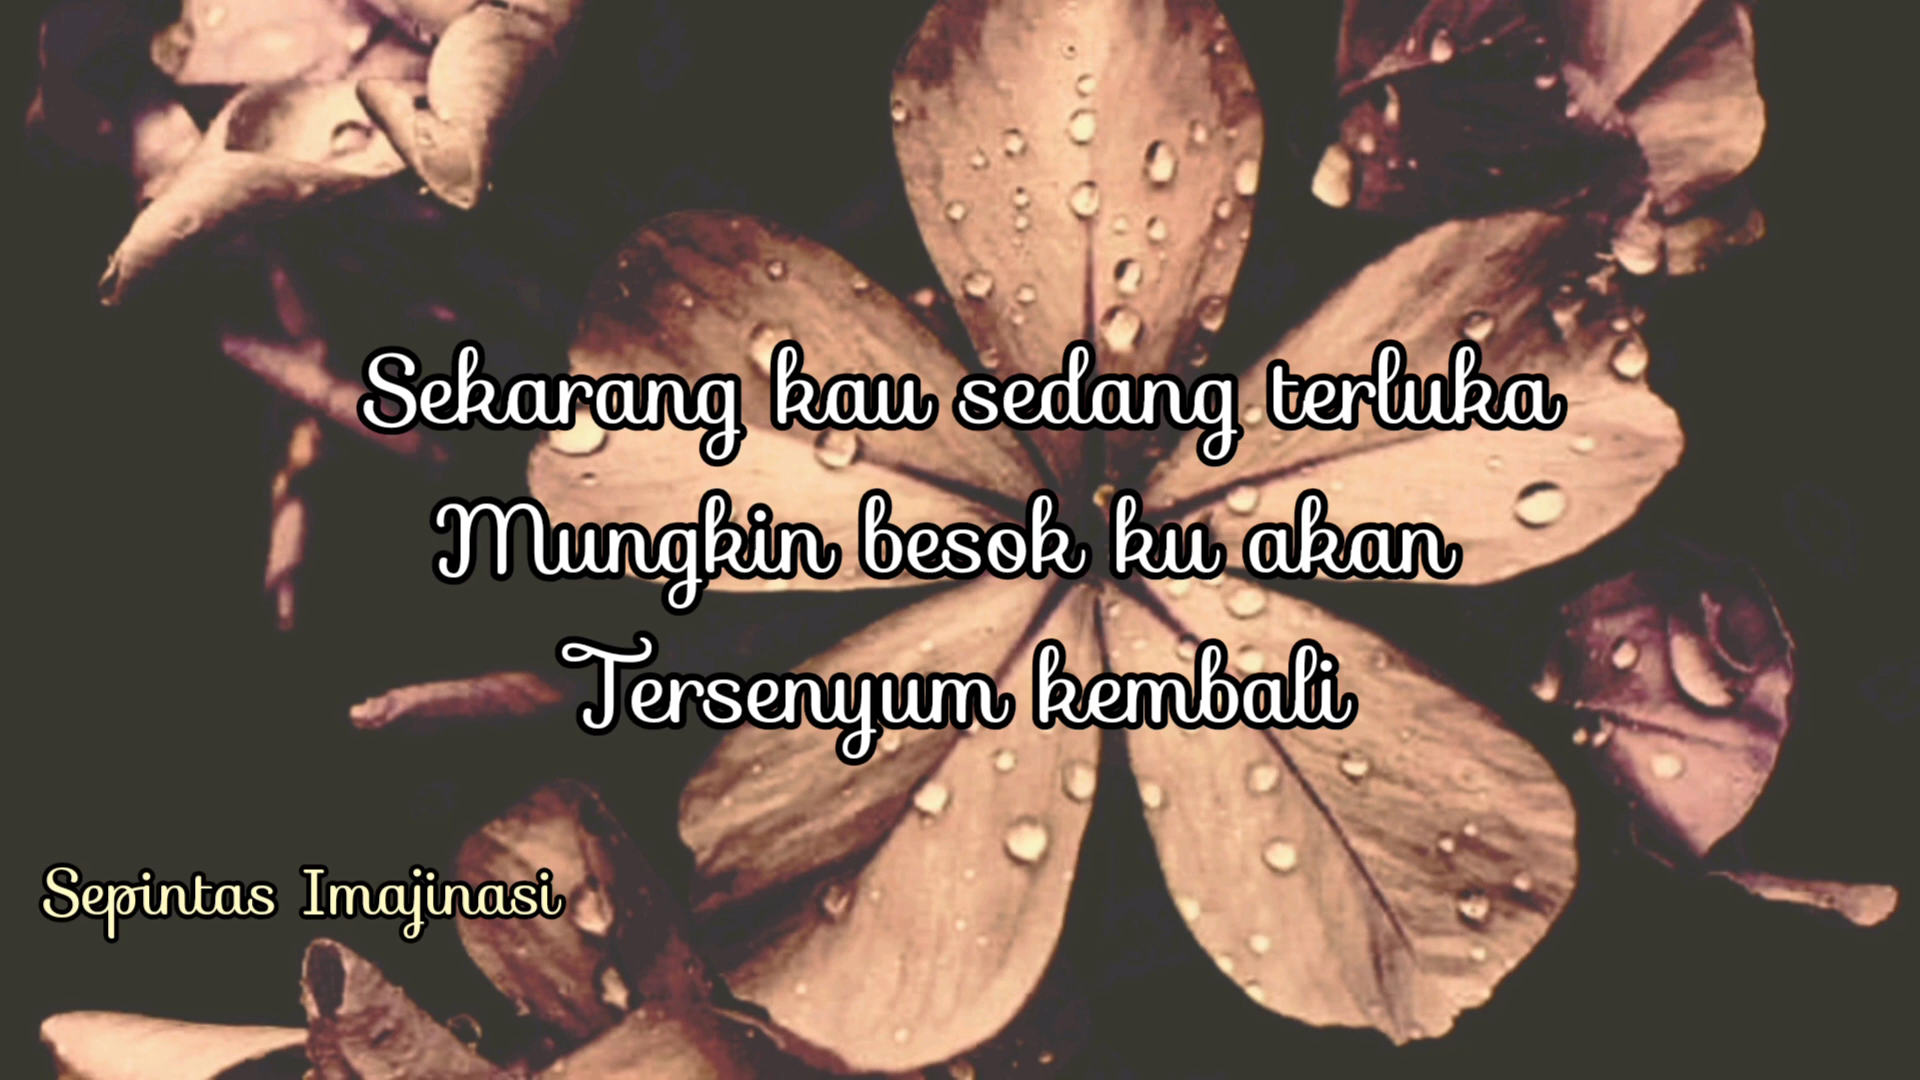 Sekarang kau sedang terluka
Mungkin besok ku akan
Tersenyum kembali
Sepintas Imajinasi